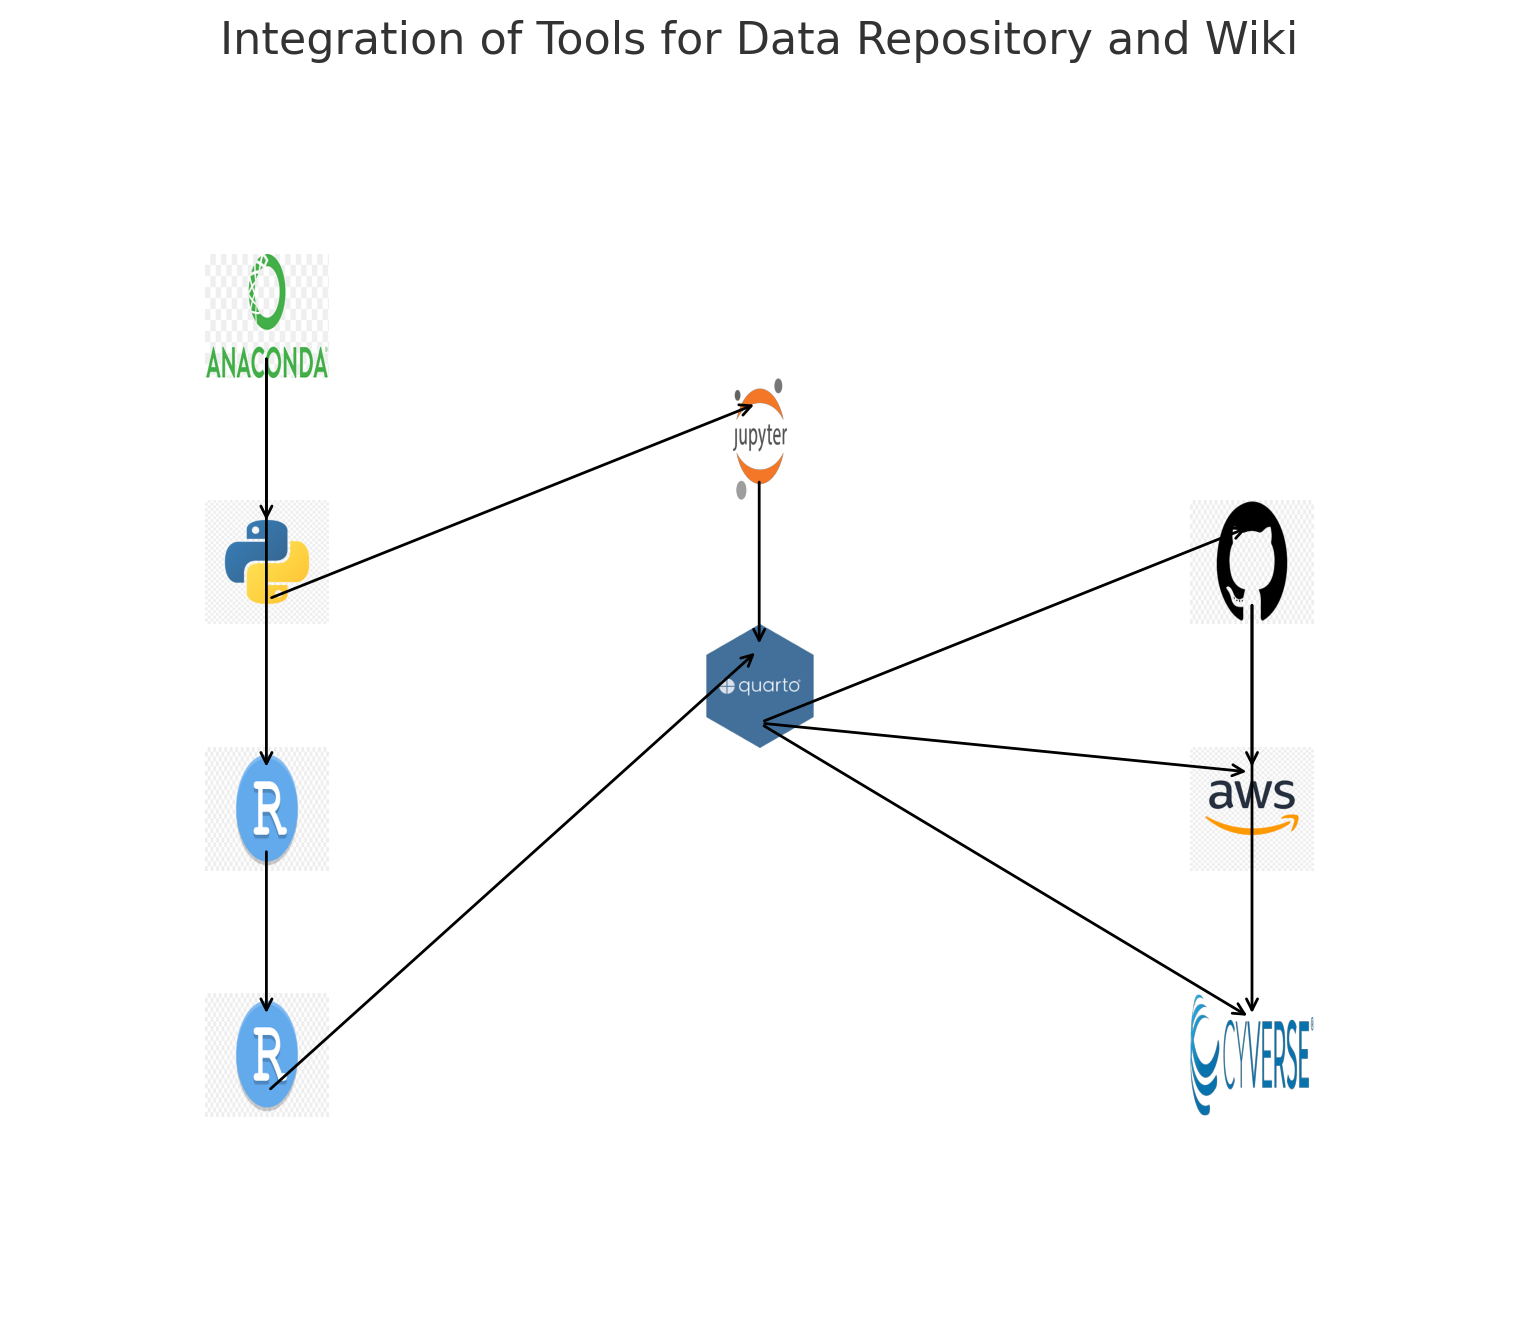 Integration of Tools for Data Repository and Wiki
ANACONDA
jupyter
quarto
R
aws
R
CYVERSE